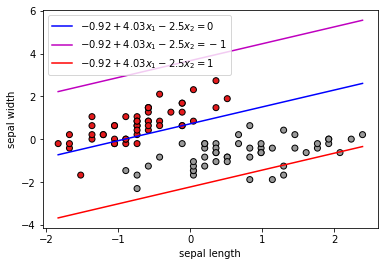 6
4
2
0
−2
−4
−2
−1
0
1
2
sepal width
sepal length
−0.92 + 4.03x₁ − 2.5x₂ = 0
−0.92 + 4.03x₁ − 2.5x₂ = − 1
−0.92 + 4.03x₁ − 2.5x₂ = 1